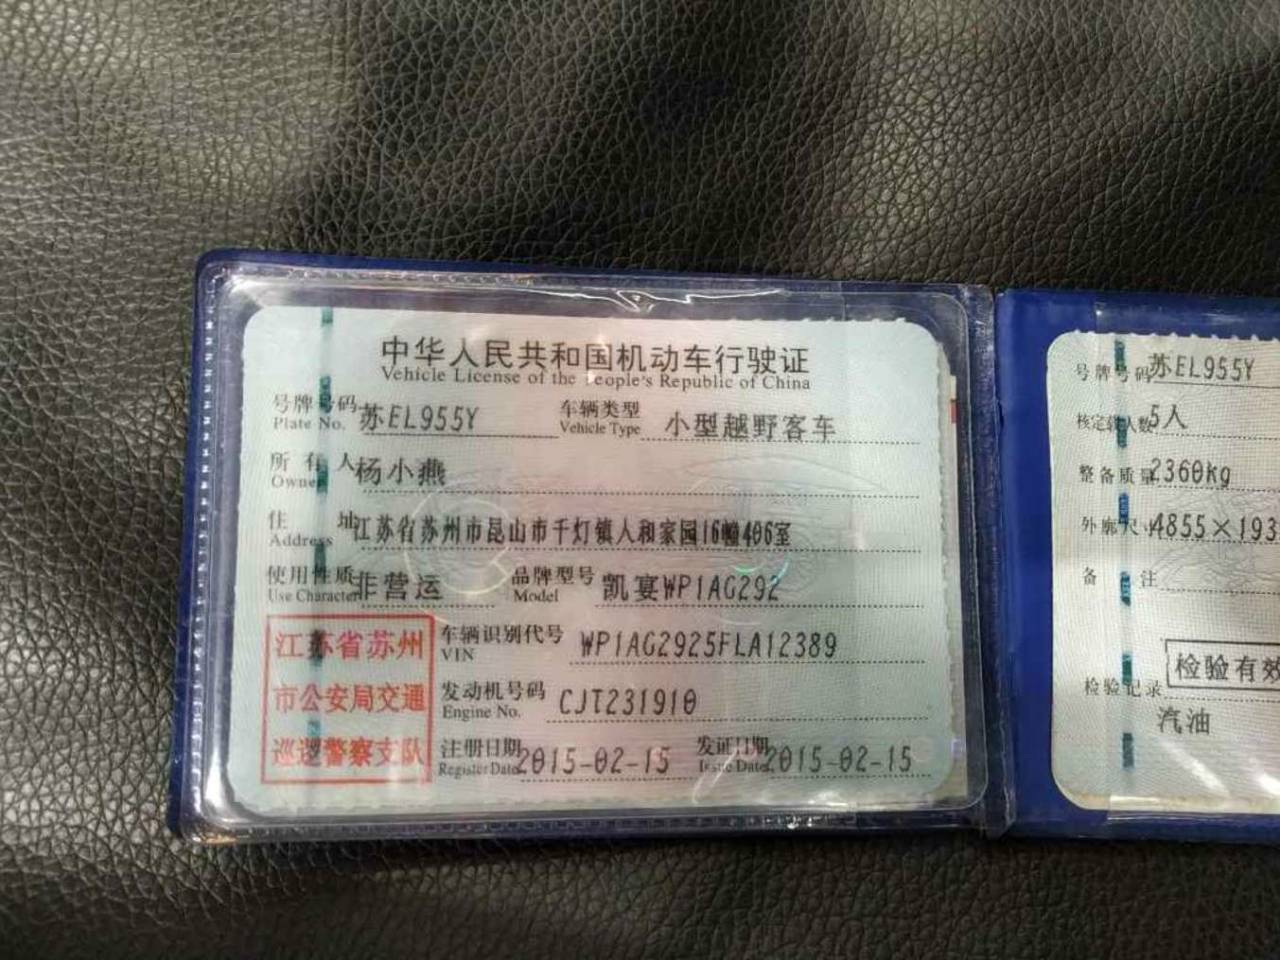 中华人民共和国机动车行驶证
Vehicle License of the People's Republic of China
号牌号码 苏EL955Y 车辆类型 小型越野客车
Plate No. Vehicle Type
所有人 杨小燕
Owner
住址 江苏省苏州市昆山市千灯镇人和家园16幢406室
Address
使用性质 非营运 品牌型号 凯宴WP1AG292
Use Character Model
江苏省苏州
市公安局交通
巡逻警察支队
车辆识别代号 WP1AG2925FLA12389
VIN
发动机号码 CJT231910
Engine No.
注册日期 2015-02-15 发证日期 2015-02-15
Register Date Issue Date
号牌号码 苏EL955Y
核定载人数 5人
整备质量 2360kg
外廓尺寸 4855×193
备注
检验有效
检验记录
汽油